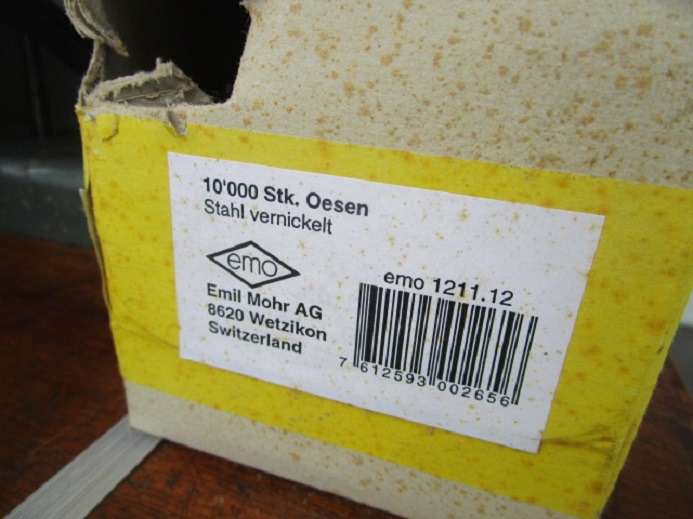 10'000 Stk. Oesen
Stahl vernickelt
emo
Emil Mohr AG
8620 Wetzikon
Switzerland
emo 1211.12
7 612593 002656